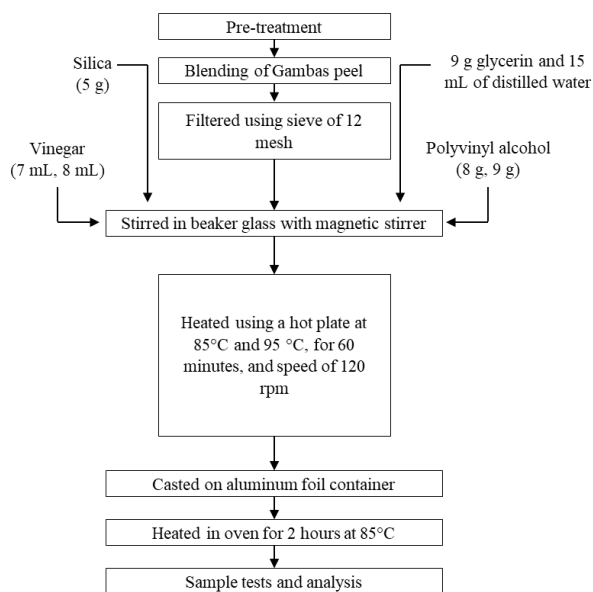 Pre-treatment
Silica
(5 g)
Blending of Gambas peel
9 g glycerin and 15
mL of distilled water
Filtered using sieve of 12
mesh
Vinegar
(7 mL, 8 mL)
Polyvinyl alcohol
(8 g, 9 g)
Stirred in beaker glass with magnetic stirrer
Heated using a hot plate at
85°C and 95 °C, for 60
minutes, and speed of 120
rpm
Casted on aluminum foil container
Heated in oven for 2 hours at 85°C
Sample tests and analysis